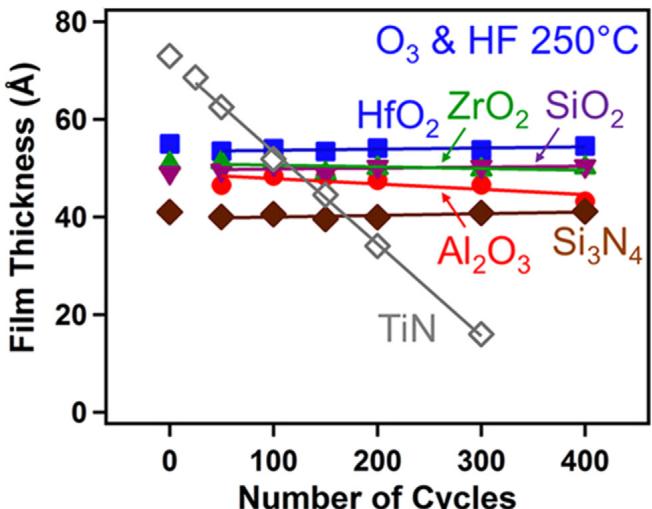 O₃ & HF 250°C
HfO₂ ZrO₂ SiO₂
Al₂O₃ Si₃N₄
TiN
Film Thickness (Å)
80
60
40
20
0
0 100 200 300 400
Number of Cycles